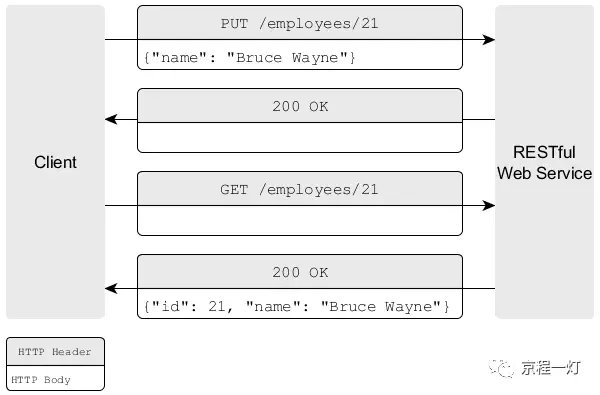 PUT /employees/21
{"name": "Bruce Wayne"}
200 OK
Client
RESTful
Web Service
GET /employees/21
200 OK
{"id": 21, "name": "Bruce Wayne"}
HTTP Header
HTTP Body
京程一灯